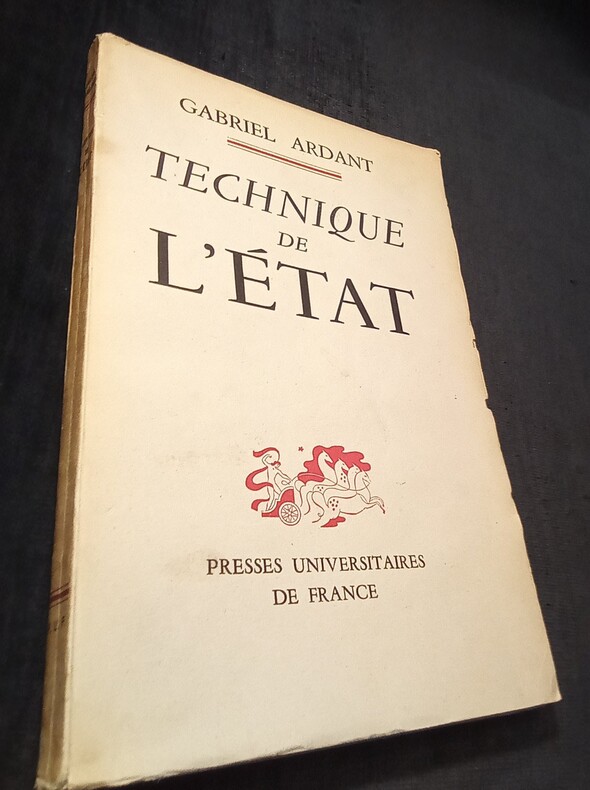 GABRIEL ARDANT
TECHNIQUE
DE
L'ÉTAT
PRESSES UNIVERSITAIRES
DE FRANCE